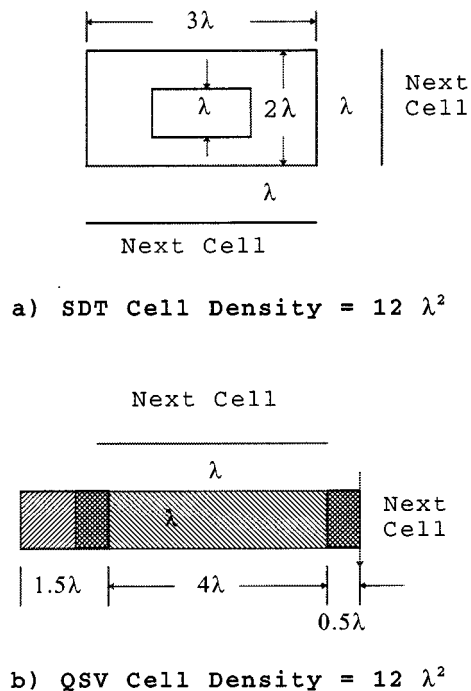 3λ
λ
2λ
λ
Next
Cell
λ
Next Cell
a) SDT Cell Density = 12 λ²
Next Cell
λ
λ
Next
Cell
1.5λ
4λ
0.5λ
b) QSV Cell Density = 12 λ²